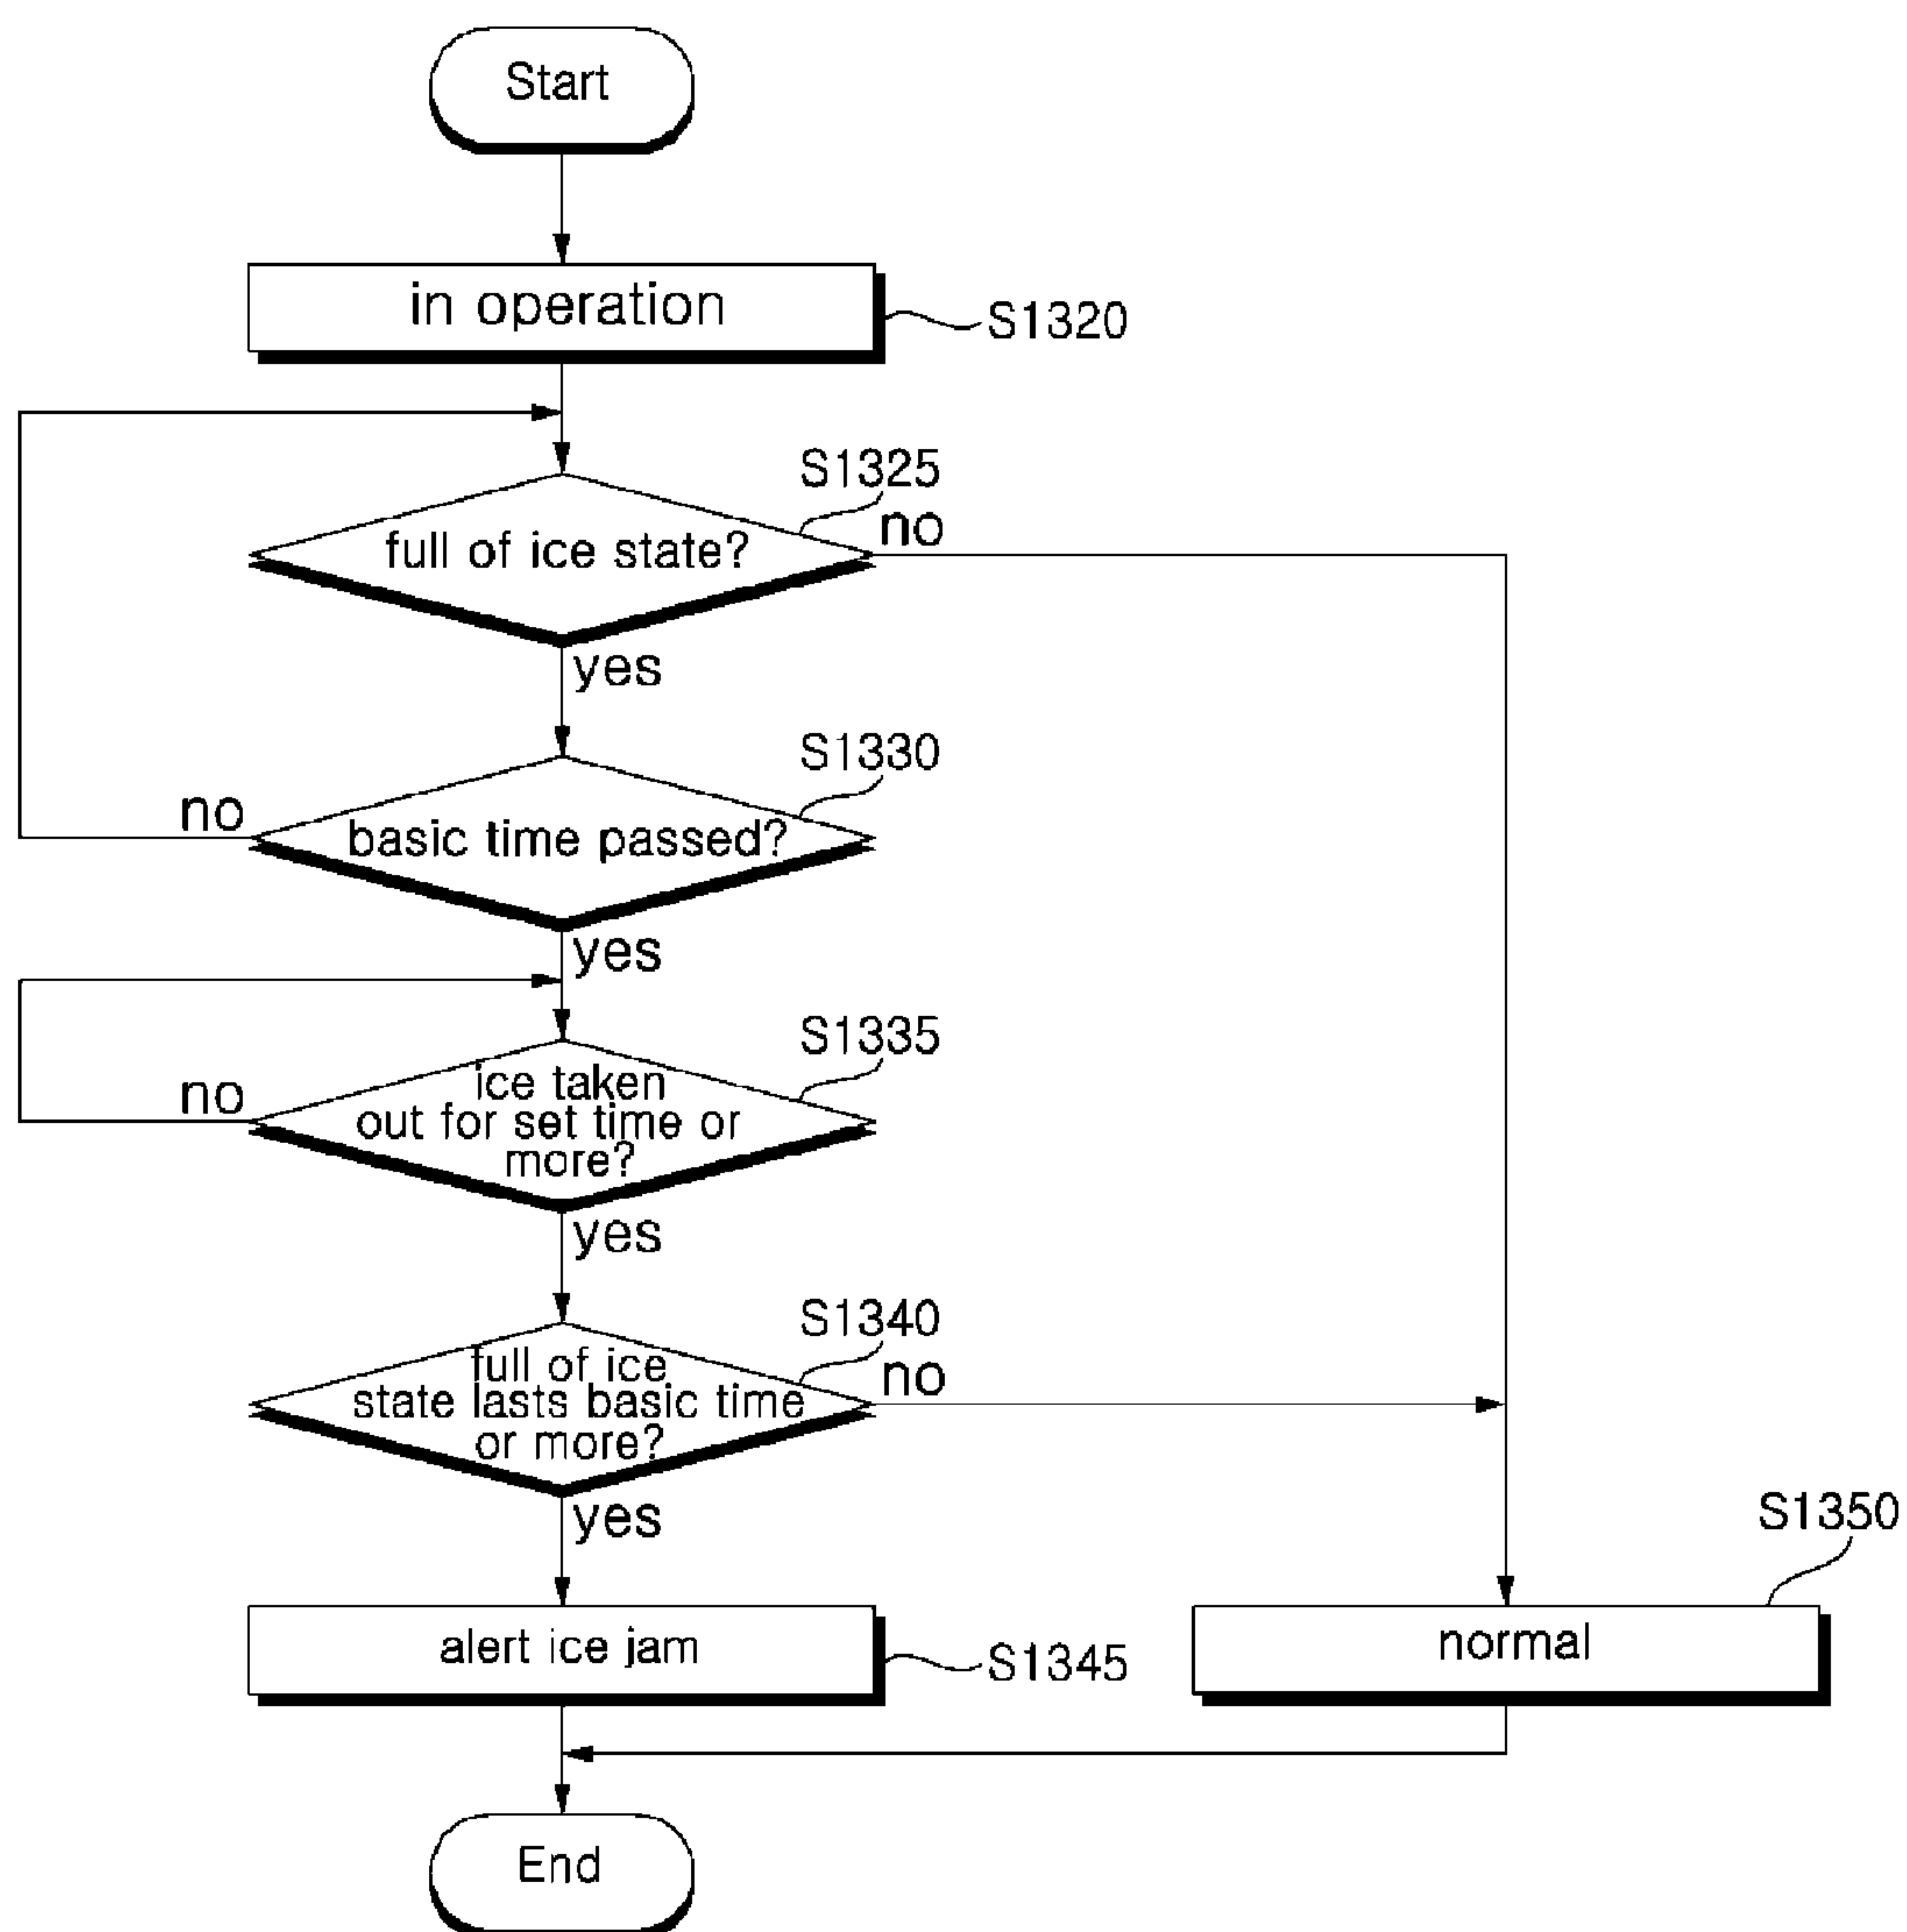 Start
in operation
S1320
S1325
full of ice state?
no
yes
S1330
no
basic time passed?
yes
S1335
no
ice taken
out for set time or
more?
yes
S1340
full of ice
state lasts basic time
or more?
no
yes
S1350
alert ice jam
S1345
normal
End